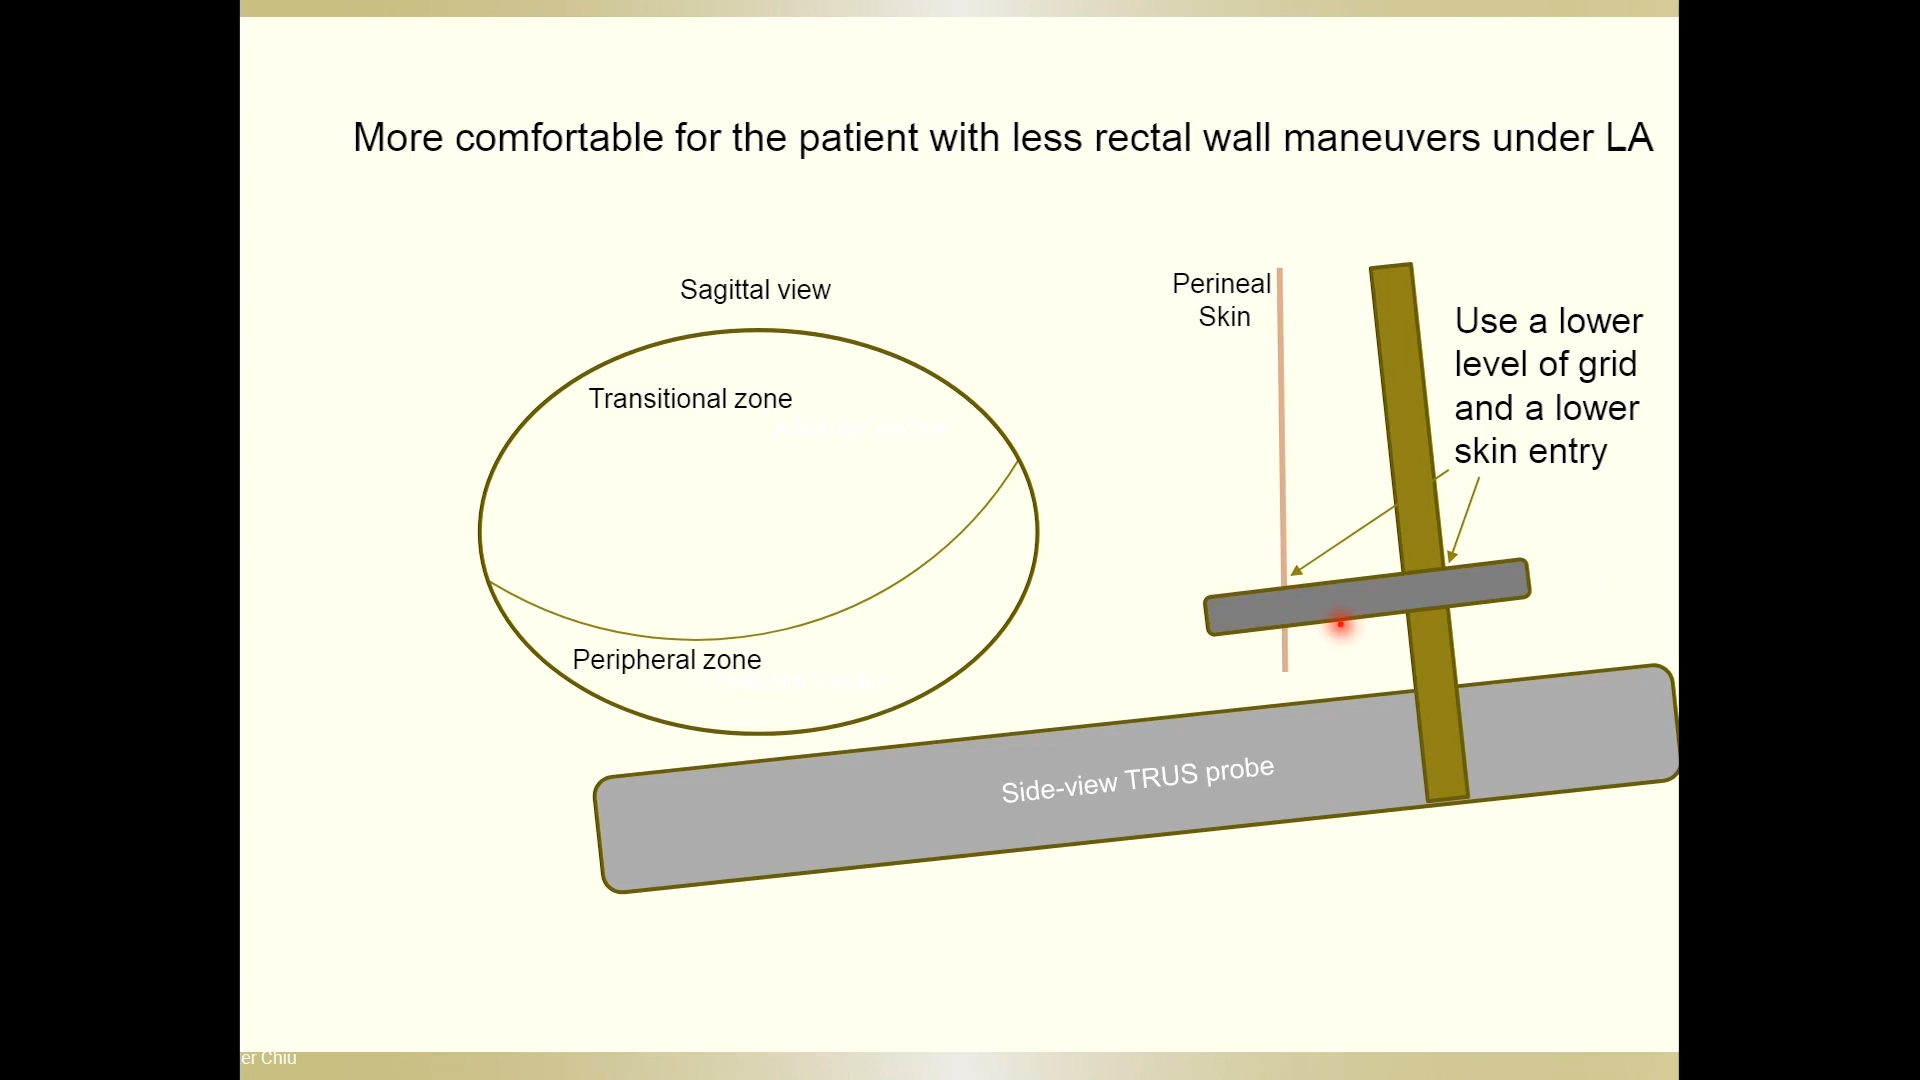 More comfortable for the patient with less rectal wall maneuvers under LA
Sagittal view
Transitional zone
Peripheral zone
Perineal
Skin
Use a lower
level of grid
and a lower
skin entry
Side-view TRUS probe
er Chiu